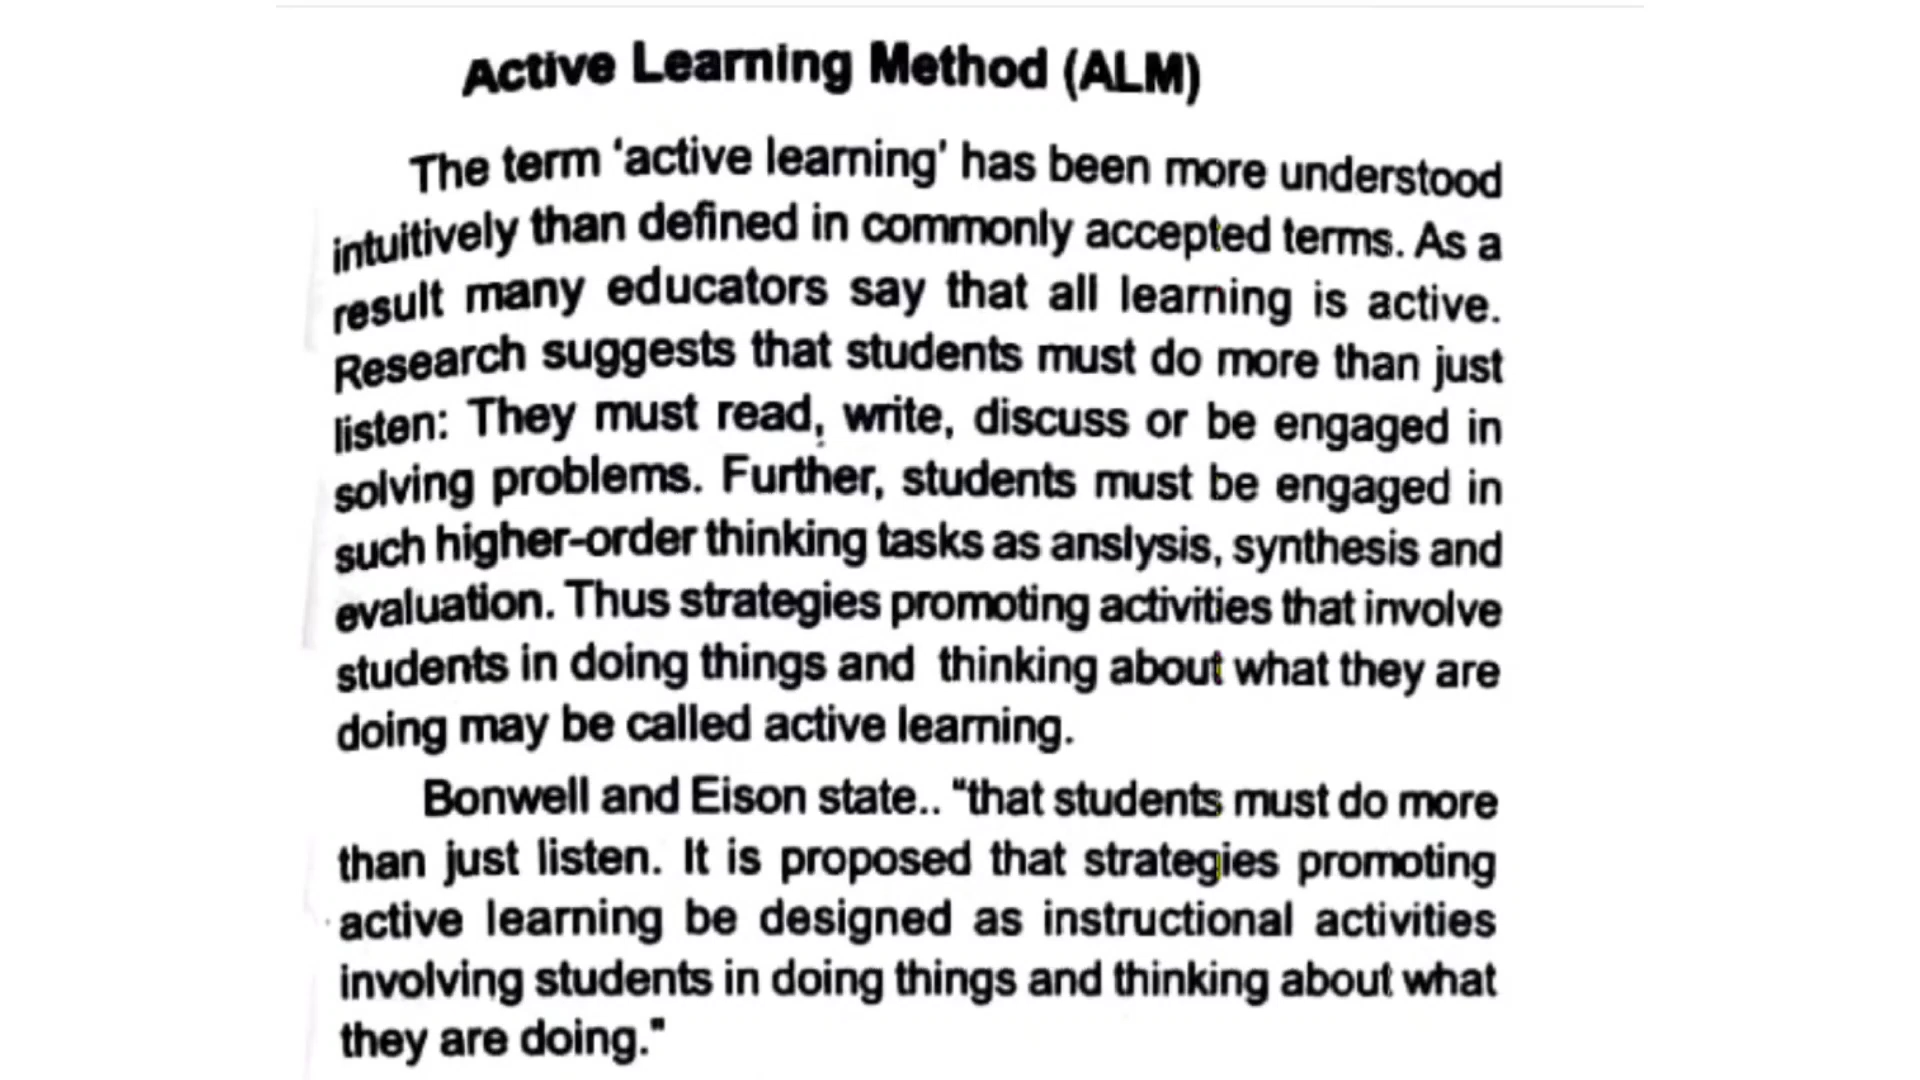 Active Learning Method (ALM)
The term ‘active learning’ has been more understood
intuitively than defined in commonly accepted terms. As a
result many educators say that all learning is active.
Research suggests that students must do more than just
listen: They must read, write, discuss or be engaged in
solving problems. Further, students must be engaged in
such higher-order thinking tasks as anslysis, synthesis and
evaluation. Thus strategies promoting activities that involve
students in doing things and thinking about what they are
doing may be called active learning.
Bonwell and Eison state.. "that students must do more
than just listen. It is proposed that strategies promoting
active learning be designed as instructional activities
involving students in doing things and thinking about what
they are doing."